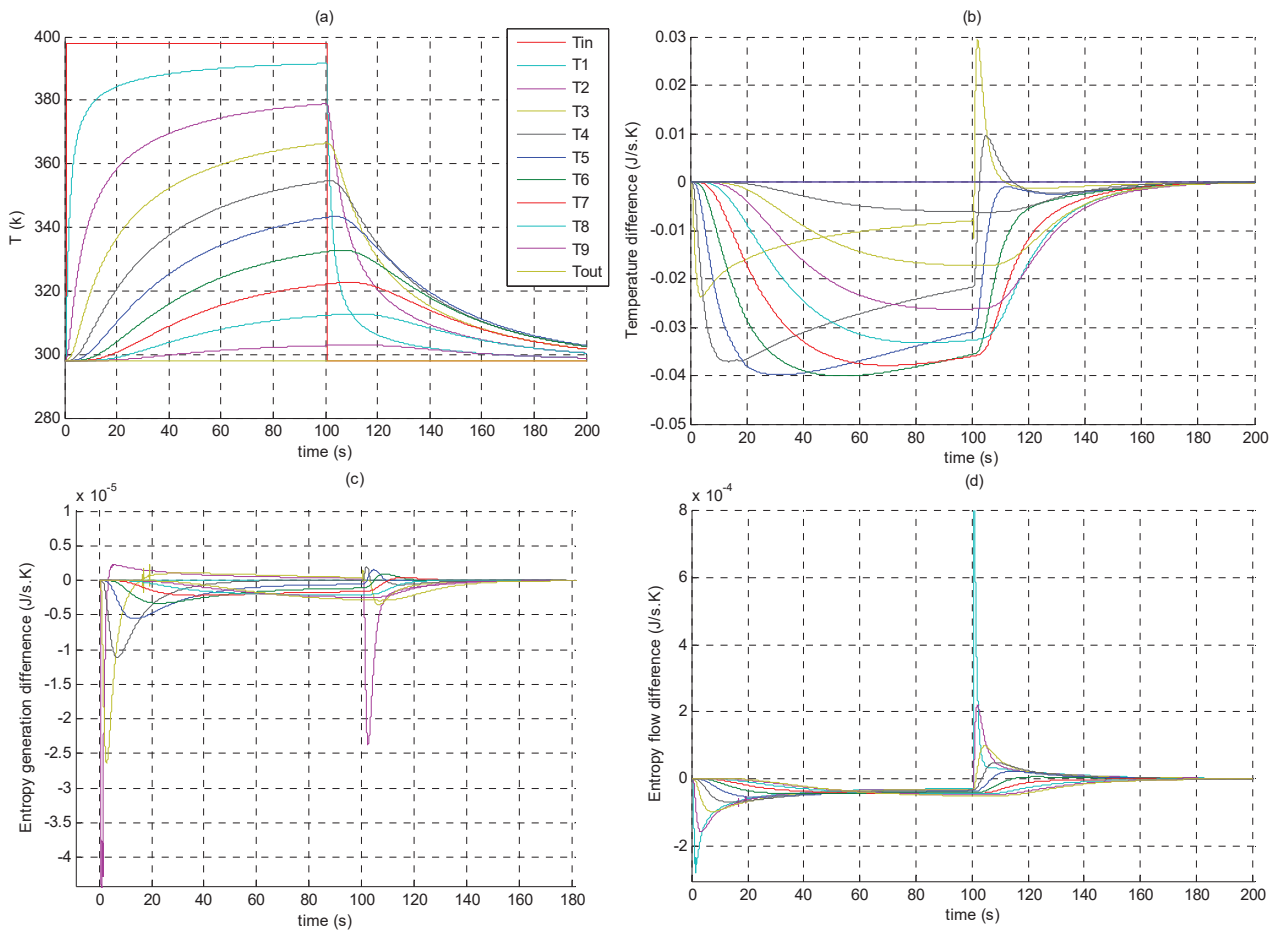 (a)
400
380
360
340
320
300
280
T (k)
0 20 40 60 80 100 120 140 160 180 200
time (s)
Tin
T1
T2
T3
T4
T5
T6
T7
T8
T9
Tout
(b)
0.03
0.02
0.01
0
-0.01
-0.02
-0.03
-0.04
-0.05
Temperature difference (J/s.K)
0 20 40 60 80 100 120 140 160 180 200
time (s)
(c)
x 10-5
1
0.5
0
-0.5
-1
-1.5
-2
-2.5
-3
-3.5
-4
Entropy generation differnence (J/s.K)
0 20 40 60 80 100 120 140 160 180
time (s)
(d)
x 10-4
8
6
4
2
0
-2
Entropy flow difference (J/s.K)
0 20 40 60 80 100 120 140 160 180 200
time (s)